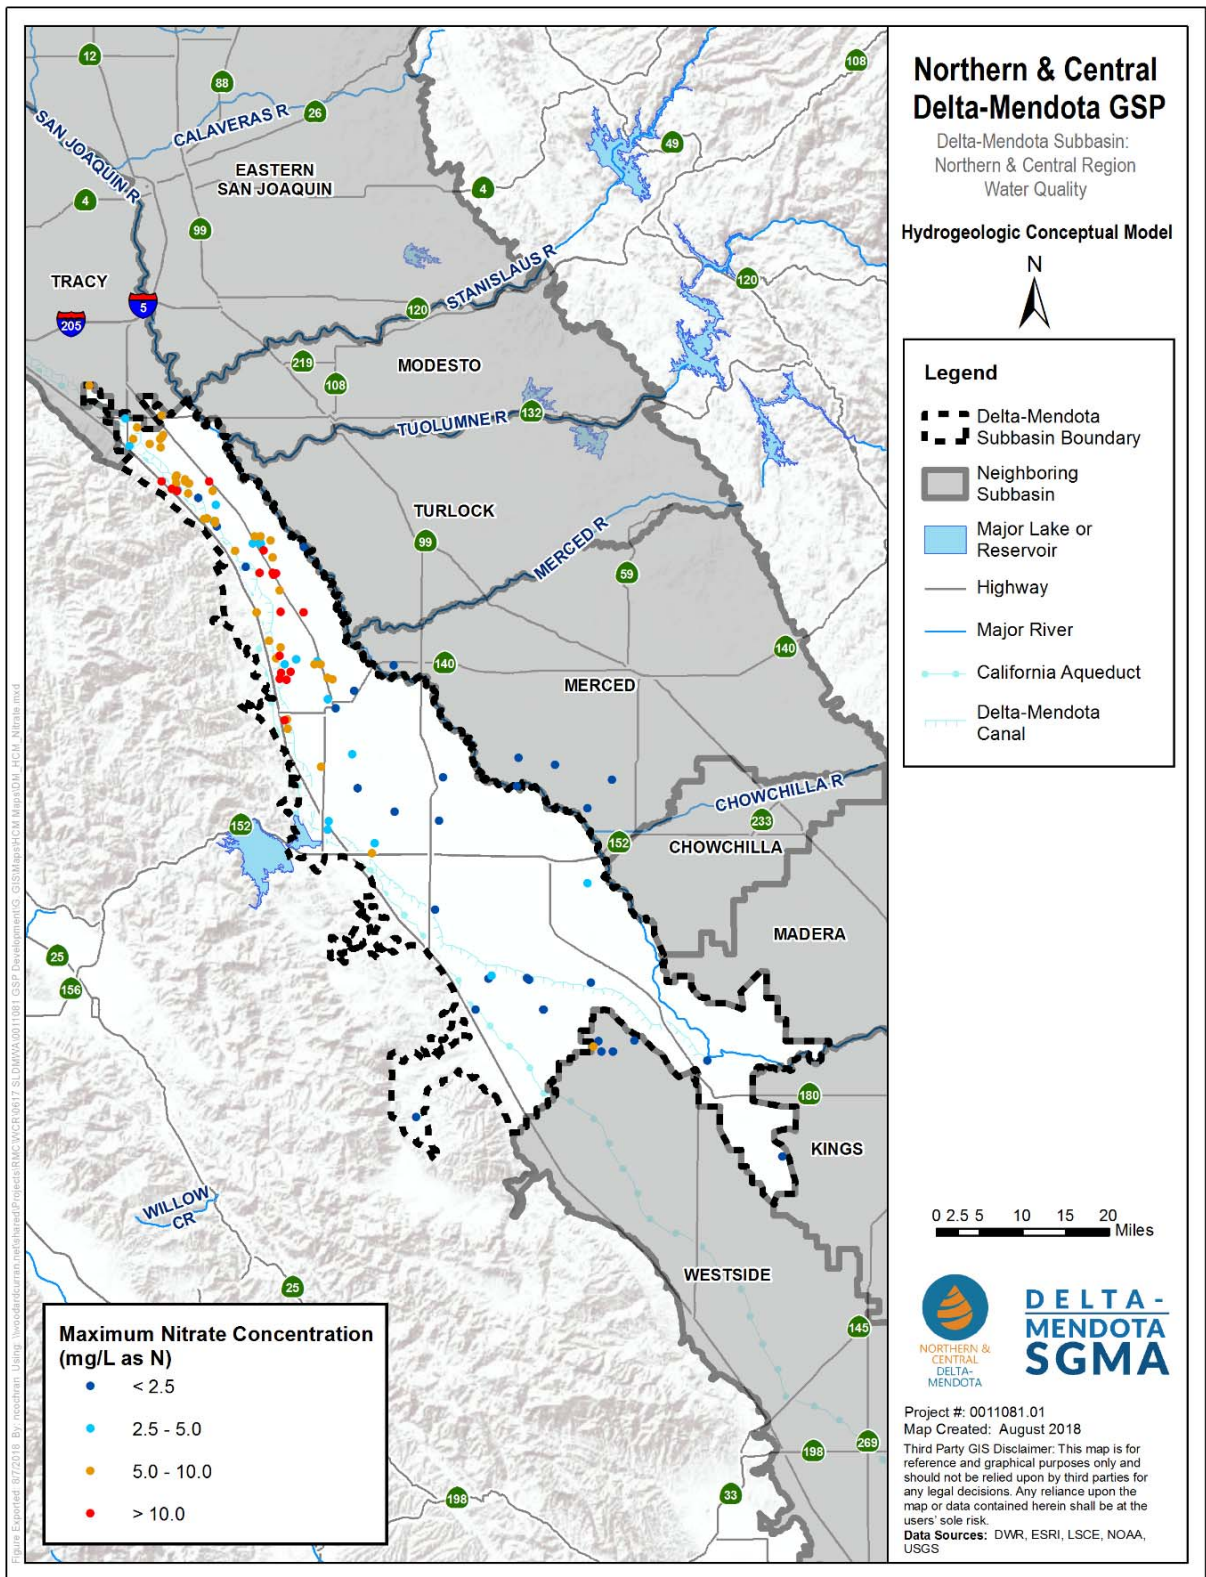 Northern & Central
Delta-Mendota GSP
Delta-Mendota Subbasin:
Northern & Central Region
Water Quality
Hydrogeologic Conceptual Model
N
Legend
Delta-Mendota
Subbasin Boundary
Neighboring
Subbasin
Major Lake or
Reservoir
Highway
Major River
California Aqueduct
Delta-Mendota
Canal
0 2.5 5 10 15 20
Miles
NORTHERN &
CENTRAL
DELTA-
MENDOTA
DELTA-
MENDOTA
SGMA
Project #: 0011081.01
Map Created: August 2018
Third Party GIS Disclaimer: This map is for
reference and graphical purposes only and
should not be relied upon by third parties for
any legal decisions. Any reliance upon the
map or data contained herein shall be at the
users' sole risk.
Data Sources: DWR, ESRI, LSCE, NOAA,
USGS
12
88
26
108
49
SAN JOAQUIN R
CALAVERAS R
EASTERN
SAN JOAQUIN
4
4
99
TRACY
5
205
120
STANISLAUS R
120
219
108
MODESTO
132
TUOLUMNE R
TURLOCK
99
MERCED R
59
140
140
MERCED
CHOWCHILLA R
233
152
152
CHOWCHILLA
MADERA
25
156
180
KINGS
WILLOW
CR
25
WESTSIDE
145
198
269
33
198
Maximum Nitrate Concentration
(mg/L as N)
< 2.5
2.5 - 5.0
5.0 - 10.0
> 10.0